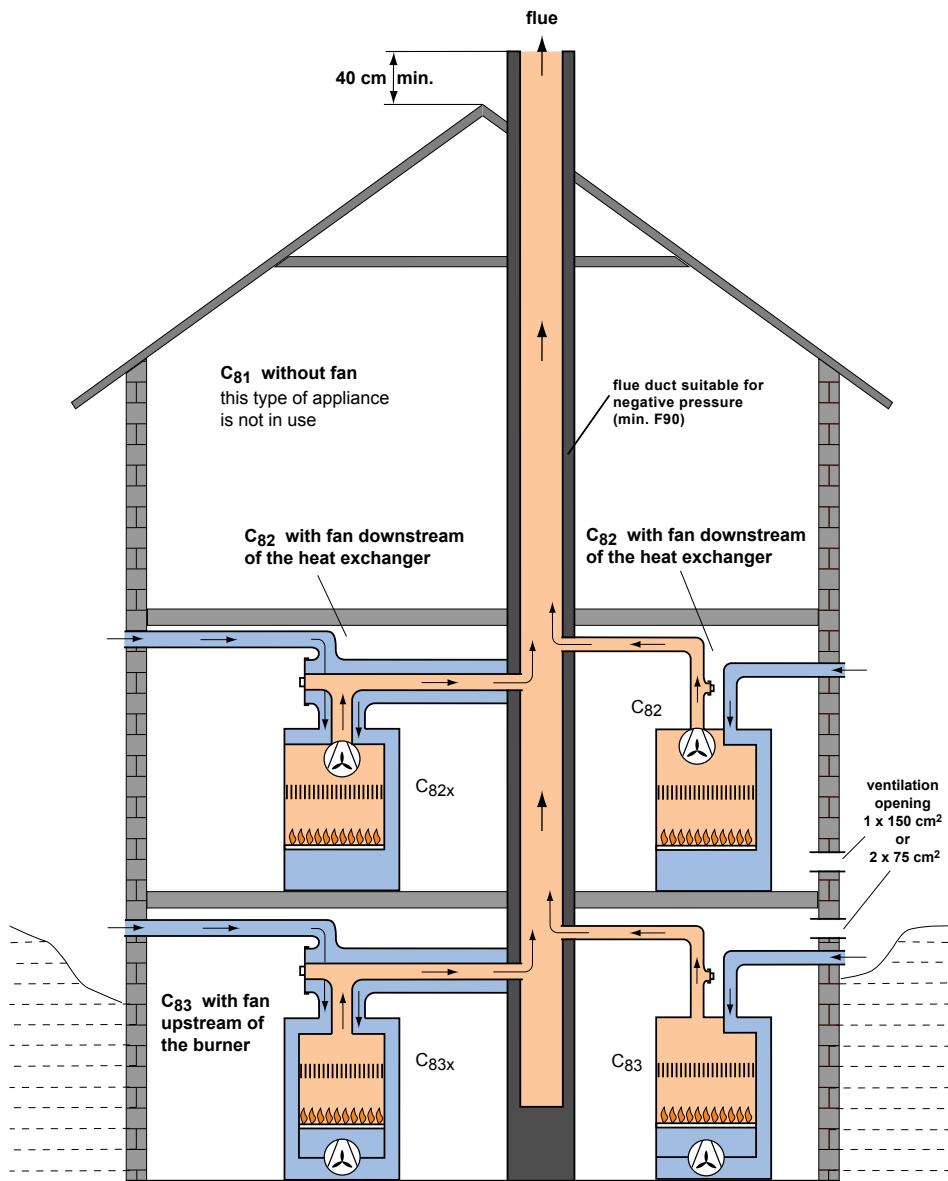 flue
40 cm min.
C81 without fan
this type of appliance
is not in use
flue duct suitable for
negative pressure
(min. F90)
C82 with fan downstream
of the heat exchanger
C82 with fan downstream
of the heat exchanger
C82
C82x
ventilation
opening
1 x 150 cm²
or
2 x 75 cm²
C83 with fan
upstream of
the burner
C83x
C83